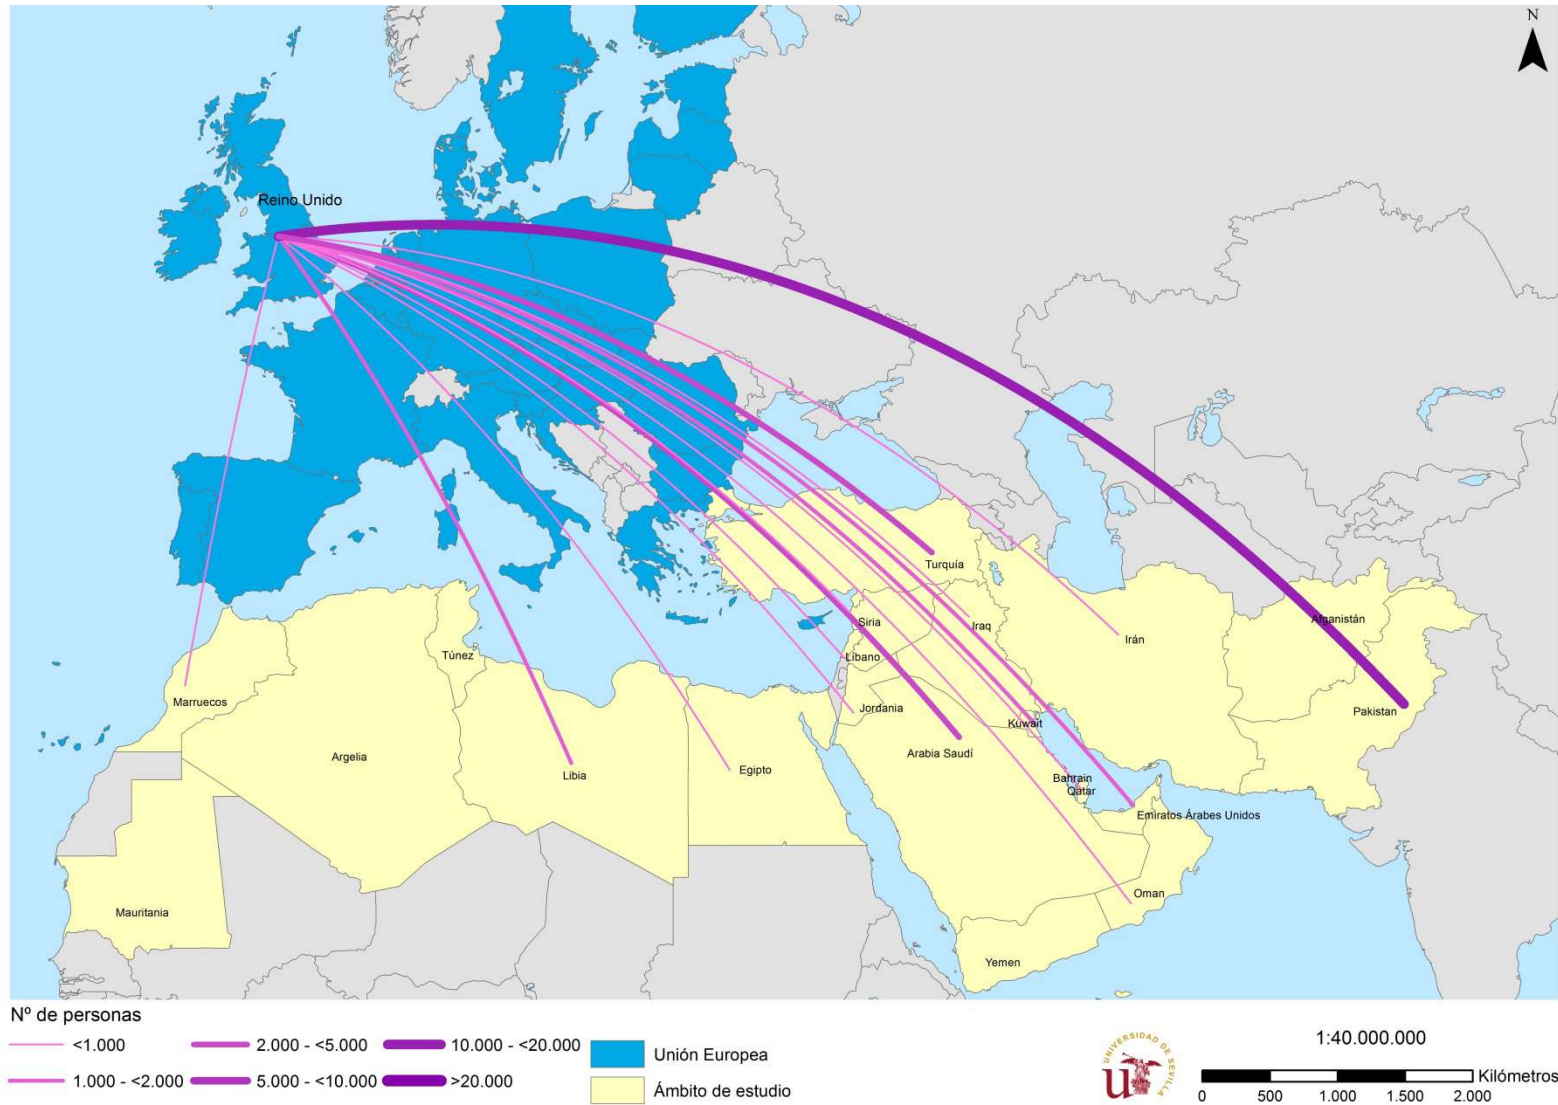 N
Reino Unido
Turquía
Afganistán
Siria
Iraq
Irán
Túnez
Líbano
Marruecos
Jordania
Pakistan
Kuwait
Arabia Saudí
Argelia
Libia
Egipto
Bahrain
Qatar
Emiratos Árabes Unidos
Oman
Mauritania
Yemen
Nº de personas
<1.000
2.000 - <5.000
10.000 - <20.000
1.000 - <2.000
5.000 - <10.000
>20.000
Unión Europea
Ámbito de estudio
UNIVERSIDAD DE SEVILLA
1:40.000.000
Kilómetros
0 500 1.000 1.500 2.000